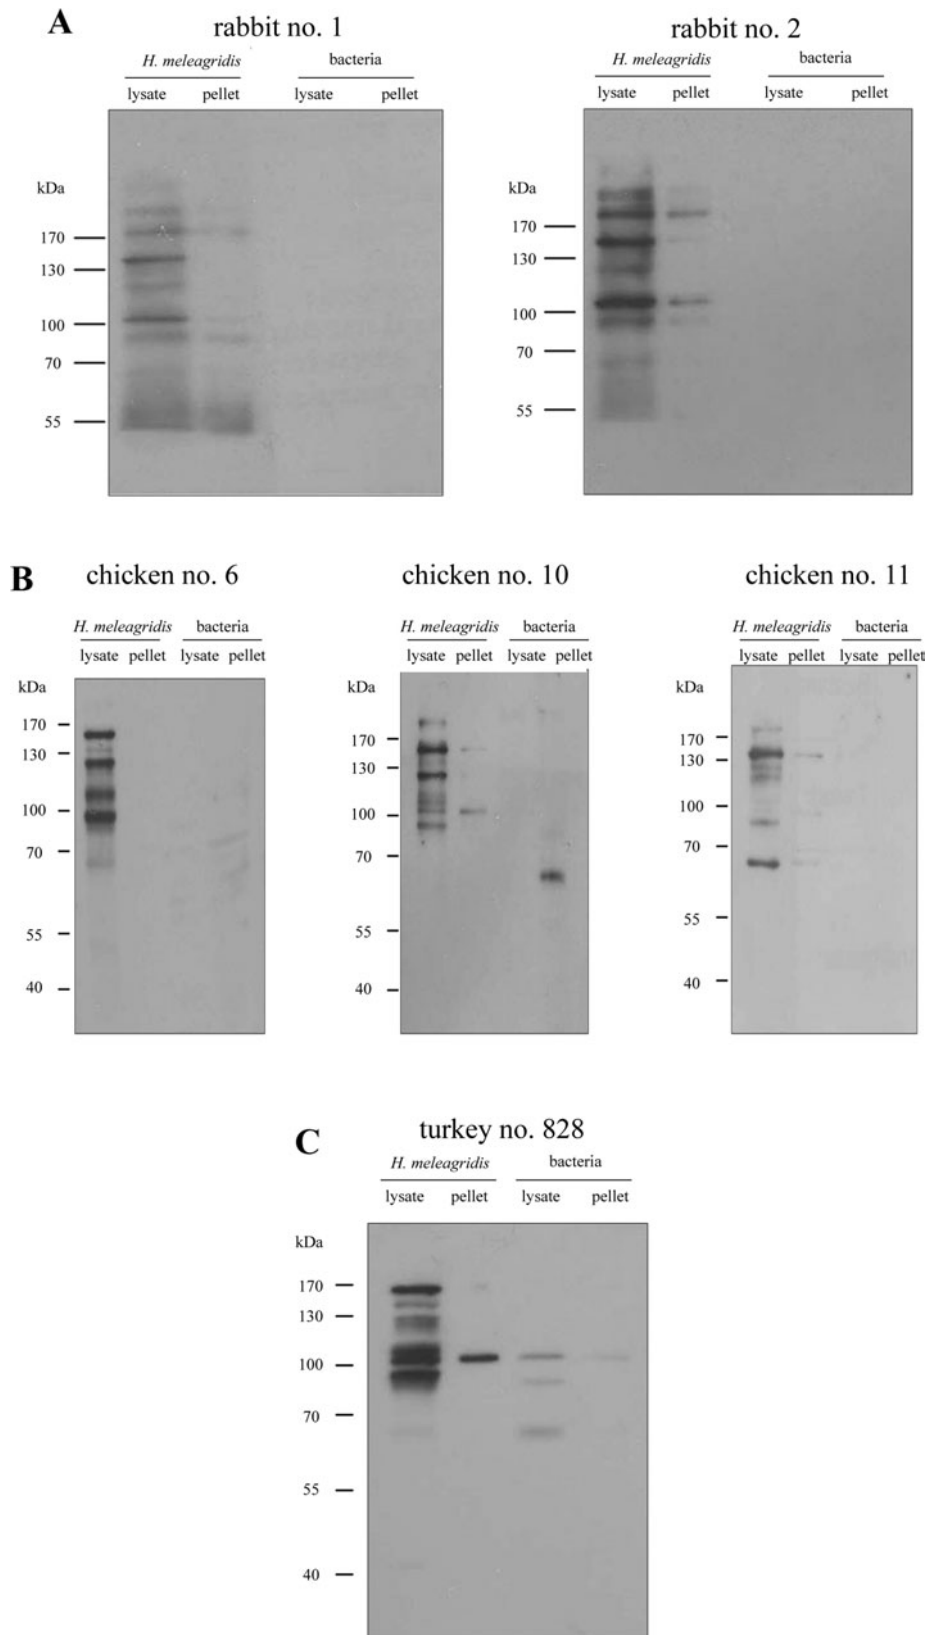 A
rabbit no. 1
H. meleagridis bacteria
lysate pellet lysate pellet
kDa
170
130
100
70
55
rabbit no. 2
H. meleagridis bacteria
lysate pellet lysate pellet
kDa
170
130
100
70
55
B
chicken no. 6
H. meleagridis bacteria
lysate pellet lysate pellet
kDa
170
130
100
70
55
40
chicken no. 10
H. meleagridis bacteria
lysate pellet lysate pellet
kDa
170
130
100
70
55
40
chicken no. 11
H. meleagridis bacteria
lysate pellet lysate pellet
kDa
170
130
100
70
55
40
C
turkey no. 828
H. meleagridis bacteria
lysate pellet lysate pellet
kDa
170
130
100
70
55
40